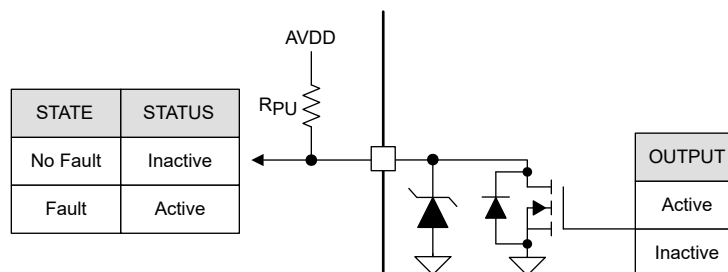 AVDD
RPU
STATE STATUS
No Fault Inactive
Fault Active
OUTPUT
Active
Inactive